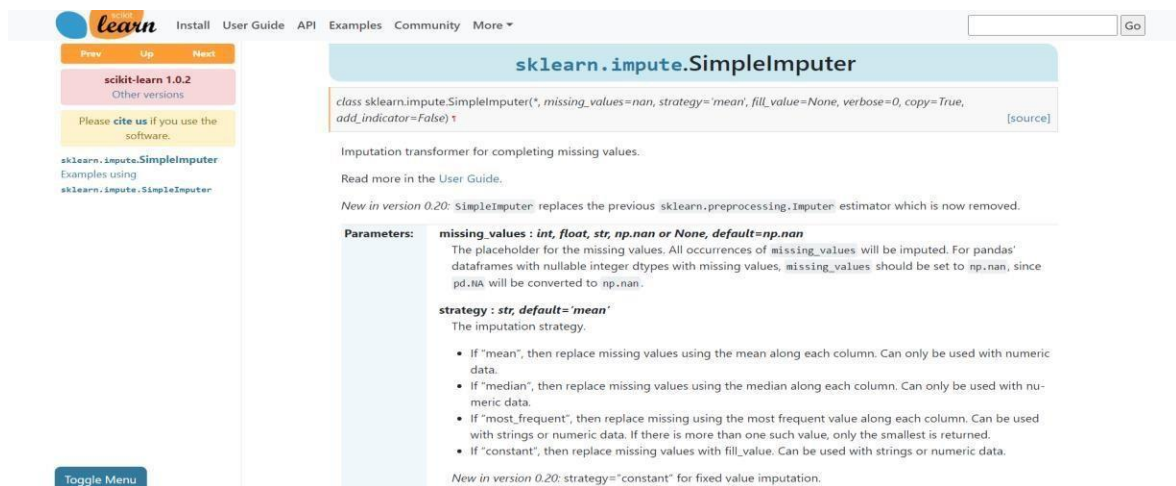 scikit
learn
Install User Guide API Examples Community More
Go
Prev Up Next
scikit-learn 1.0.2
Other versions
Please cite us if you use the
software.
sklearn.impute.SimpleImputer
Examples using
sklearn.impute.SimpleImputer
Toggle Menu
sklearn.impute.SimpleImputer
class sklearn.impute.SimpleImputer(*, missing_values=nan, strategy='mean', fill_value=None, verbose=0, copy=True,
add_indicator=False) ¶ [source]
Imputation transformer for completing missing values.
Read more in the User Guide.
New in version 0.20: SimpleImputer replaces the previous sklearn.preprocessing.Imputer estimator which is now removed.
Parameters: missing_values : int, float, str, np.nan or None, default=np.nan
The placeholder for the missing values. All occurrences of missing_values will be imputed. For pandas'
dataframes with nullable integer dtypes with missing values, missing_values should be set to np.nan, since
pd.NA will be converted to np.nan.
strategy : str, default='mean'
The imputation strategy.
• If "mean", then replace missing values using the mean along each column. Can only be used with numeric
data.
• If "median", then replace missing values using the median along each column. Can only be used with nu-
meric data.
• If "most_frequent", then replace missing using the most frequent value along each column. Can be used
with strings or numeric data. If there is more than one such value, only the smallest is returned.
• If "constant", then replace missing values with fill_value. Can be used with strings or numeric data.
New in version 0.20: strategy="constant" for fixed value imputation.